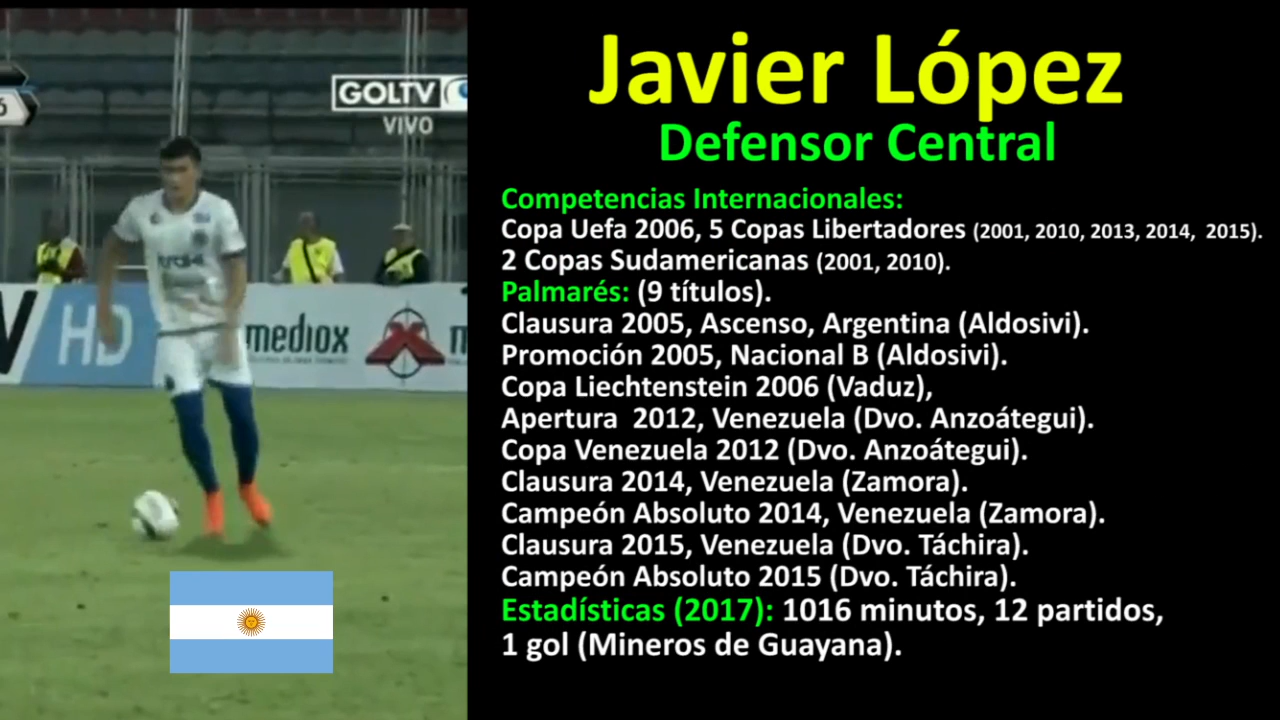 GOLTV
VIVO
6
HD
mediox
m
Javier López
Defensor Central
Competencias Internacionales:
Copa Uefa 2006, 5 Copas Libertadores (2001, 2010, 2013, 2014, 2015).
2 Copas Sudamericanas (2001, 2010).
Palmarés: (9 títulos).
Clausura 2005, Ascenso, Argentina (Aldosivi).
Promoción 2005, Nacional B (Aldosivi).
Copa Liechtenstein 2006 (Vaduz),
Apertura 2012, Venezuela (Dvo. Anzoátegui).
Copa Venezuela 2012 (Dvo. Anzoátegui).
Clausura 2014, Venezuela (Zamora).
Campeón Absoluto 2014, Venezuela (Zamora).
Clausura 2015, Venezuela (Dvo. Táchira).
Campeón Absoluto 2015 (Dvo. Táchira).
Estadísticas (2017): 1016 minutos, 12 partidos,
1 gol (Mineros de Guayana).